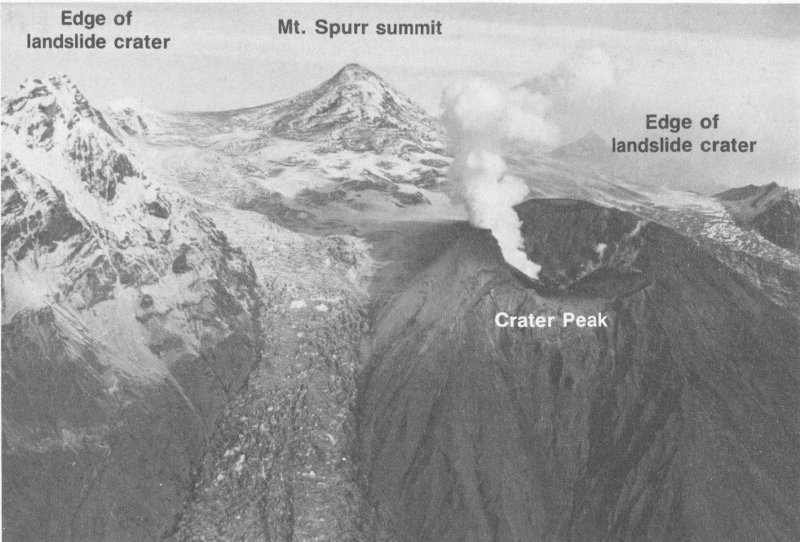 Edge of
landslide crater
Mt. Spurr summit
Edge of
landslide crater
Crater Peak